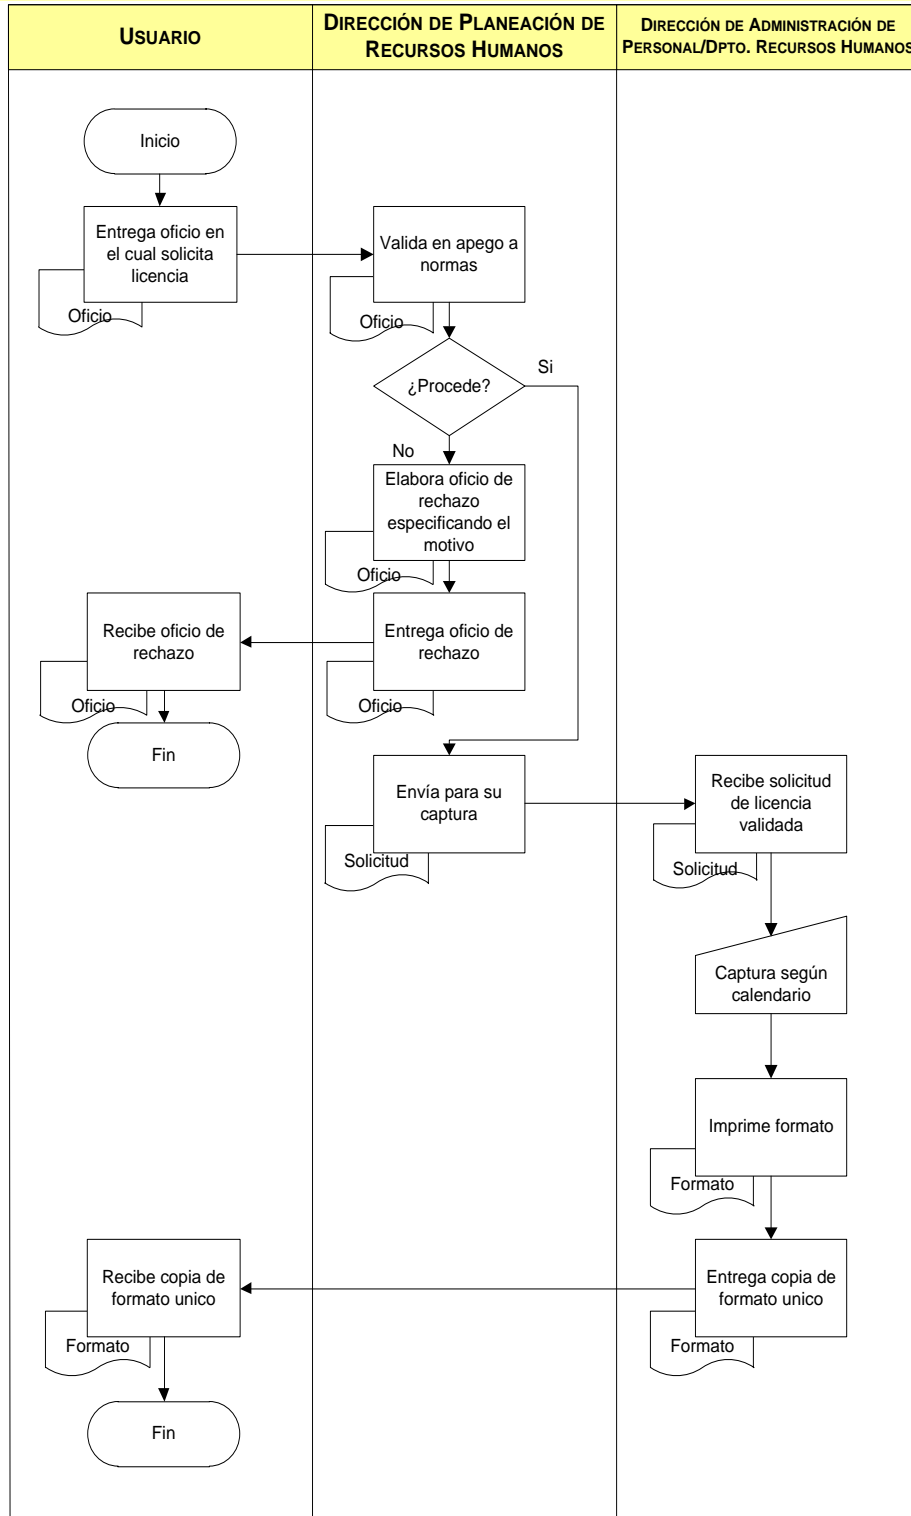 USUARIO
DIRECCIÓN DE PLANEACIÓN DE
RECURSOS HUMANOS
DIRECCIÓN DE ADMINISTRACIÓN DE
PERSONAL/DPTO. RECURSOS HUMANOS
Inicio
Entrega oficio en
el cual solicita
licencia
Oficio
Valida en apego a
normas
Oficio
¿Procede?
Si
No
Elabora oficio de
rechazo
especificando el
motivo
Oficio
Recibe oficio de
rechazo
Oficio
Entrega oficio de
rechazo
Oficio
Fin
Envía para su
captura
Solicitud
Recibe solicitud
de licencia
validada
Solicitud
Captura según
calendario
Imprime formato
Formato
Recibe copia de
formato unico
Formato
Entrega copia de
formato unico
Formato
Fin